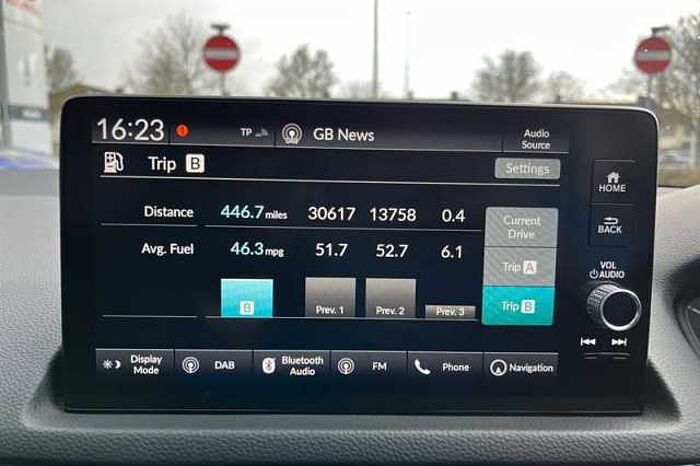 16:23 TP GB News Audio Source
Trip B Settings
HOME
Distance 446.7 miles 30617 13758 0.4
Current Drive
BACK
Avg. Fuel 46.3 mpg 51.7 52.7 6.1
Trip A
VOL
AUDIO
B Prev. 1 Prev. 2 Prev. 3
Trip B
Display Mode DAB Bluetooth Audio FM Phone Navigation